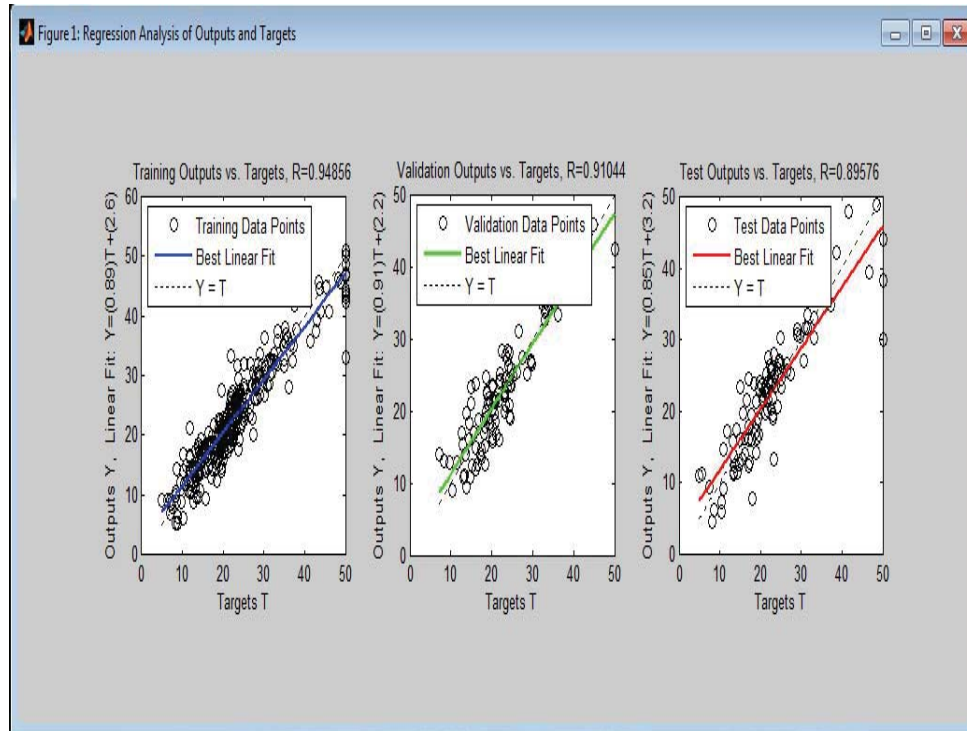 Figure 1: Regression Analysis of Outputs and Targets
Training Outputs vs. Targets, R=0.94856
Outputs Y, Linear Fit: Y=(0.89)T+(2.6)
60
50
40
30
20
10
0
Training Data Points
Best Linear Fit
Y = T
0 10 20 30 40 50
Targets T
Validation Outputs vs. Targets, R=0.91044
Outputs Y, Linear Fit: Y=(0.91)T+(2.2)
50
40
30
20
10
0
Validation Data Points
Best Linear Fit
Y = T
0 10 20 30 40 50
Targets T
Test Outputs vs. Targets, R=0.89576
Outputs Y, Linear Fit: Y=(0.85)T+(3.2)
50
40
30
20
10
0
Test Data Points
Best Linear Fit
Y = T
0 10 20 30 40 50
Targets T